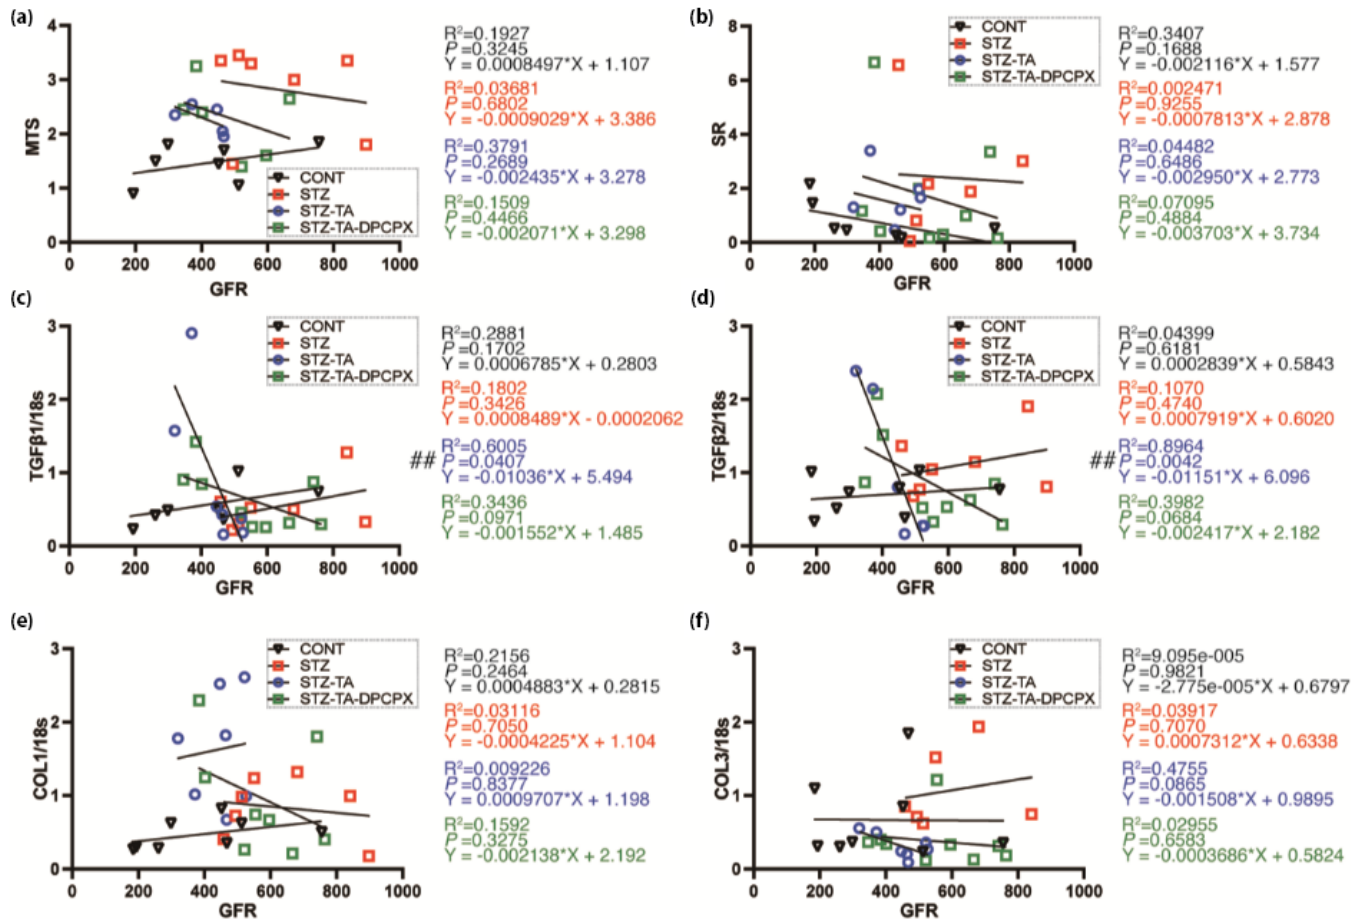 (a)
MTS
4
3
2
1
0
0 200 400 600 800 1000
GFR
CONT
STZ
STZ-TA
STZ-TA-DPCPX
R²=0.1927
P =0.3245
Y = 0.0008497*X + 1.107
R²=0.03681
P =0.6802
Y = -0.0009029*X + 3.386
R²=0.3791
P =0.2689
Y = -0.002435*X + 3.278
R²=0.1509
P =0.4466
Y = -0.002071*X + 3.298
(b)
SR
8
6
4
2
0
0 200 400 600 800 1000
GFR
CONT
STZ
STZ-TA
STZ-TA-DPCPX
R²=0.3407
P =0.1688
Y = -0.002116*X + 1.577
R²=0.002471
P =0.9255
Y = -0.0007813*X + 2.878
R²=0.04482
P =0.6486
Y = -0.002950*X + 2.773
R²=0.07095
P =0.4884
Y = -0.003703*X + 3.734
(c)
TGFβ1/18s
3
2
1
0
0 200 400 600 800 1000
GFR
CONT
STZ
STZ-TA
STZ-TA-DPCPX
R²=0.2881
P =0.1702
Y = 0.0006785*X + 0.2803
R²=0.1802
P =0.3426
Y = 0.0008489*X - 0.0002062
##
R²=0.6005
P =0.0407
Y = -0.01036*X + 5.494
R²=0.3436
P =0.0971
Y = -0.001552*X + 1.485
(d)
TGFβ2/18s
3
2
1
0
0 200 400 600 800 1000
GFR
CONT
STZ
STZ-TA
STZ-TA-DPCPX
R²=0.04399
P =0.6181
Y = 0.0002839*X + 0.5843
R²=0.1070
P =0.4740
Y = 0.0007919*X + 0.6020
##
R²=0.8964
P =0.0042
Y = -0.01151*X + 6.096
R²=0.3982
P =0.0684
Y = -0.002417*X + 2.182
(e)
COL1/18s
3
2
1
0
0 200 400 600 800 1000
GFR
CONT
STZ
STZ-TA
STZ-TA-DPCPX
R²=0.2156
P =0.2464
Y = 0.0004883*X + 0.2815
R²=0.03116
P =0.7050
Y = -0.0004225*X + 1.104
R²=0.009226
P =0.8377
Y = 0.0009707*X + 1.198
R²=0.1592
P =0.3275
Y = -0.002138*X + 2.192
(f)
COL3/18s
3
2
1
0
0 200 400 600 800 1000
GFR
CONT
STZ
STZ-TA
STZ-TA-DPCPX
R²=9.095e-005
P =0.9821
Y = -2.775e-005*X + 0.6797
R²=0.03917
P =0.7070
Y = 0.0007312*X + 0.6338
R²=0.4755
P =0.0865
Y = -0.001508*X + 0.9895
R²=0.02955
P =0.6583
Y = -0.0003686*X + 0.5824